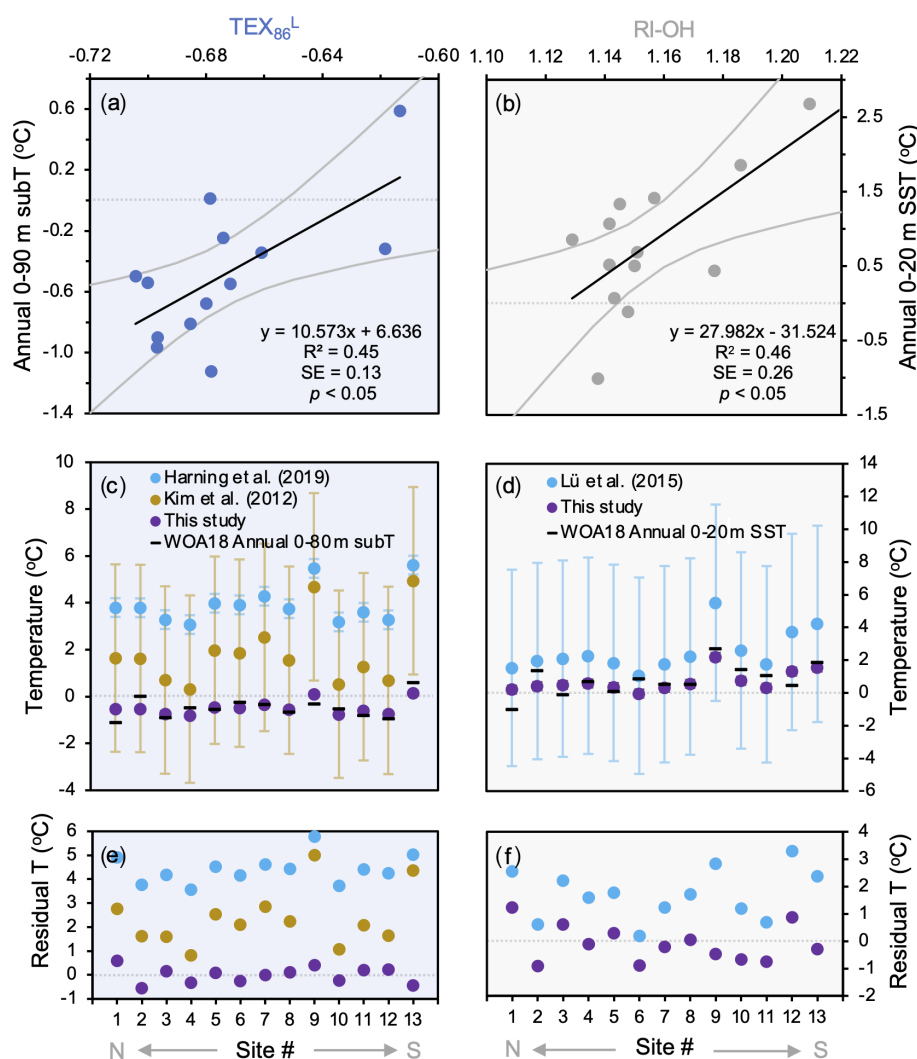 TEX₈₆ᴸ
-0.72 -0.68 -0.64 -0.60
(a)
Annual 0-90 m subT (ºC)
0.6
0.2
-0.2
-0.6
-1.0
-1.4
y = 10.573x + 6.636
R² = 0.45
SE = 0.13
p < 0.05
RI-OH
1.10 1.12 1.14 1.16 1.18 1.20 1.22
(b)
Annual 0-20 m SST (ºC)
2.5
1.5
0.5
-0.5
-1.5
y = 27.982x - 31.524
R² = 0.46
SE = 0.26
p < 0.05
(c)
Harning et al. (2019)
Kim et al. (2012)
This study
WOA18 Annual 0-80m subT
Temperature (ºC)
10
8
6
4
2
0
-2
-4
(d)
Lü et al. (2015)
This study
WOA18 Annual 0-20m SST
Temperature (ºC)
14
12
10
8
6
4
2
0
-2
-4
-6
(e)
Residual T (ºC)
6
5
4
3
2
1
0
-1
1 2 3 4 5 6 7 8 9 10 11 12 13
N Site # S
(f)
Residual T (ºC)
4
3
2
1
0
-1
-2
1 2 3 4 5 6 7 8 9 10 11 12 13
N Site # S